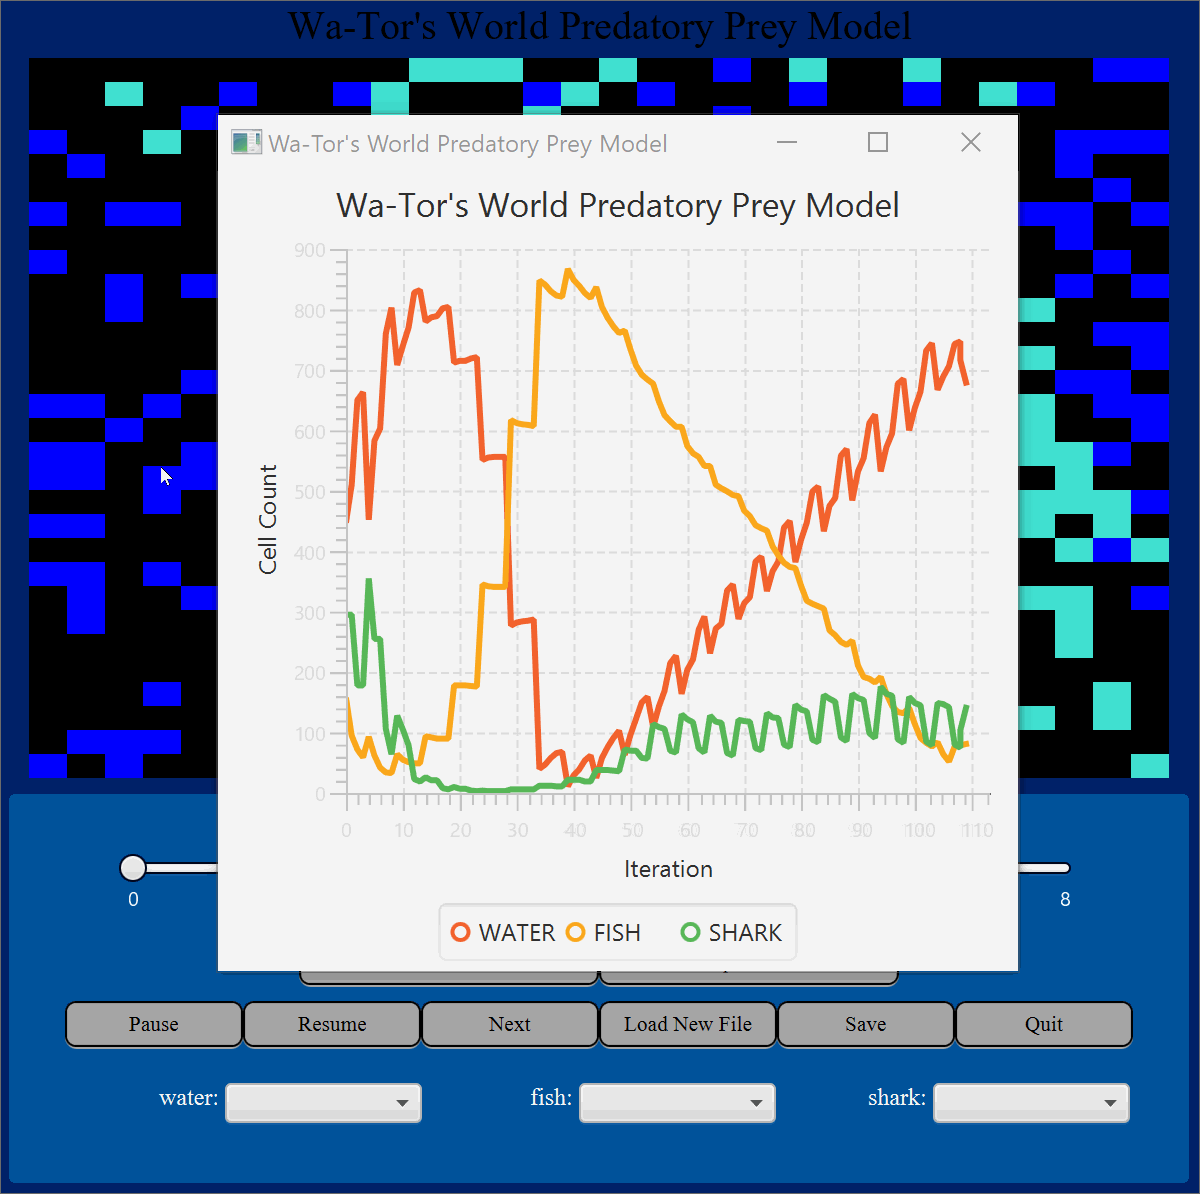 Wa-Tor's World Predatory Prey Model
Wa-Tor's World Predatory Prey Model
Wa-Tor's World Predatory Prey Model
900
800
700
600
500
400
300
200
100
0
Cell Count
0 10 20 30 40 50 60 70 80 90 100 110
Iteration
WATER FISH SHARK
0 8
Pause Resume Next Load New File Save Quit
water: fish: shark: